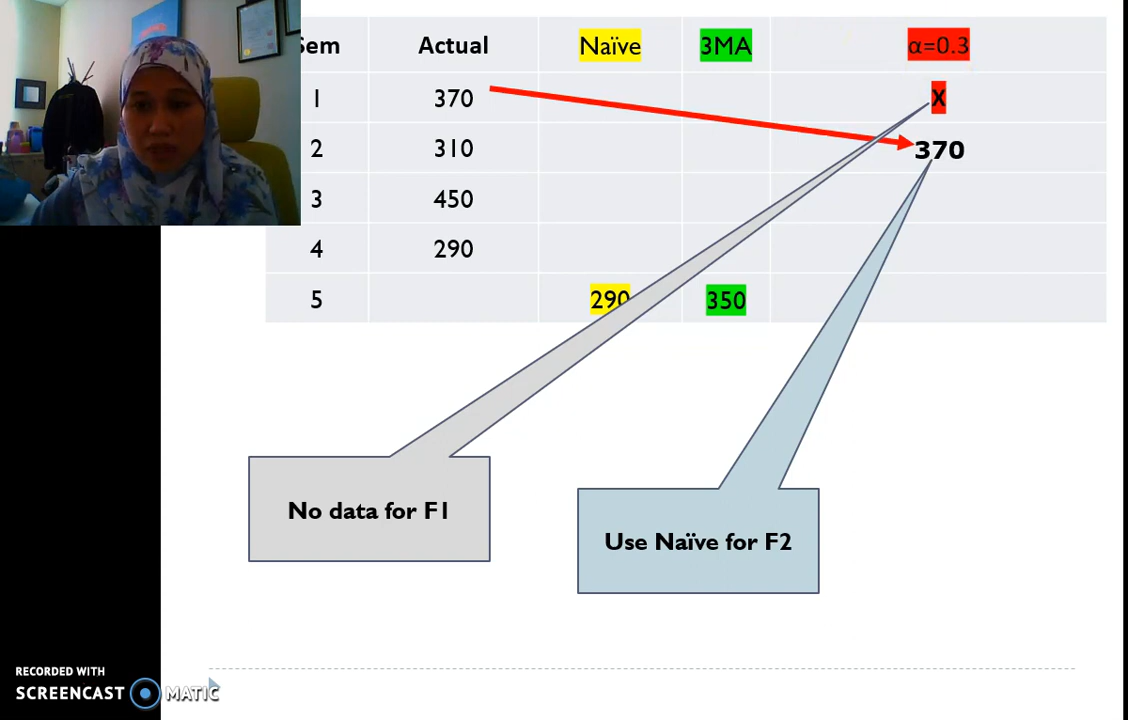 Sem Actual Naïve 3MA α=0.3
1 370 X
2 310 370
3 450
4 290
5 290 350
No data for F1
Use Naïve for F2
RECORDED WITH
SCREENCAST MATIC